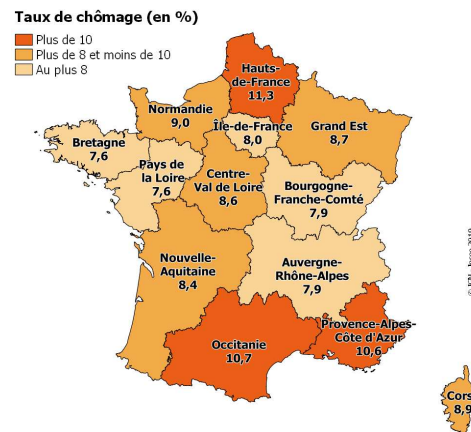 Taux de chômage (en %)
Plus de 10
Plus de 8 et moins de 10
Au plus 8
Hauts-
de-France
11,3
Normandie
9,0
Île-de-France
8,0
Grand Est
8,7
Bretagne
7,6
Pays de
la Loire
7,6
Centre-
Val de Loire
8,6
Bourgogne-
Franche-Comté
7,9
Nouvelle-
Aquitaine
8,4
Auvergne-
Rhône-Alpes
7,9
Occitanie
10,7
Provence-Alpes-
Côte d'Azur
10,6
Cors
8,9